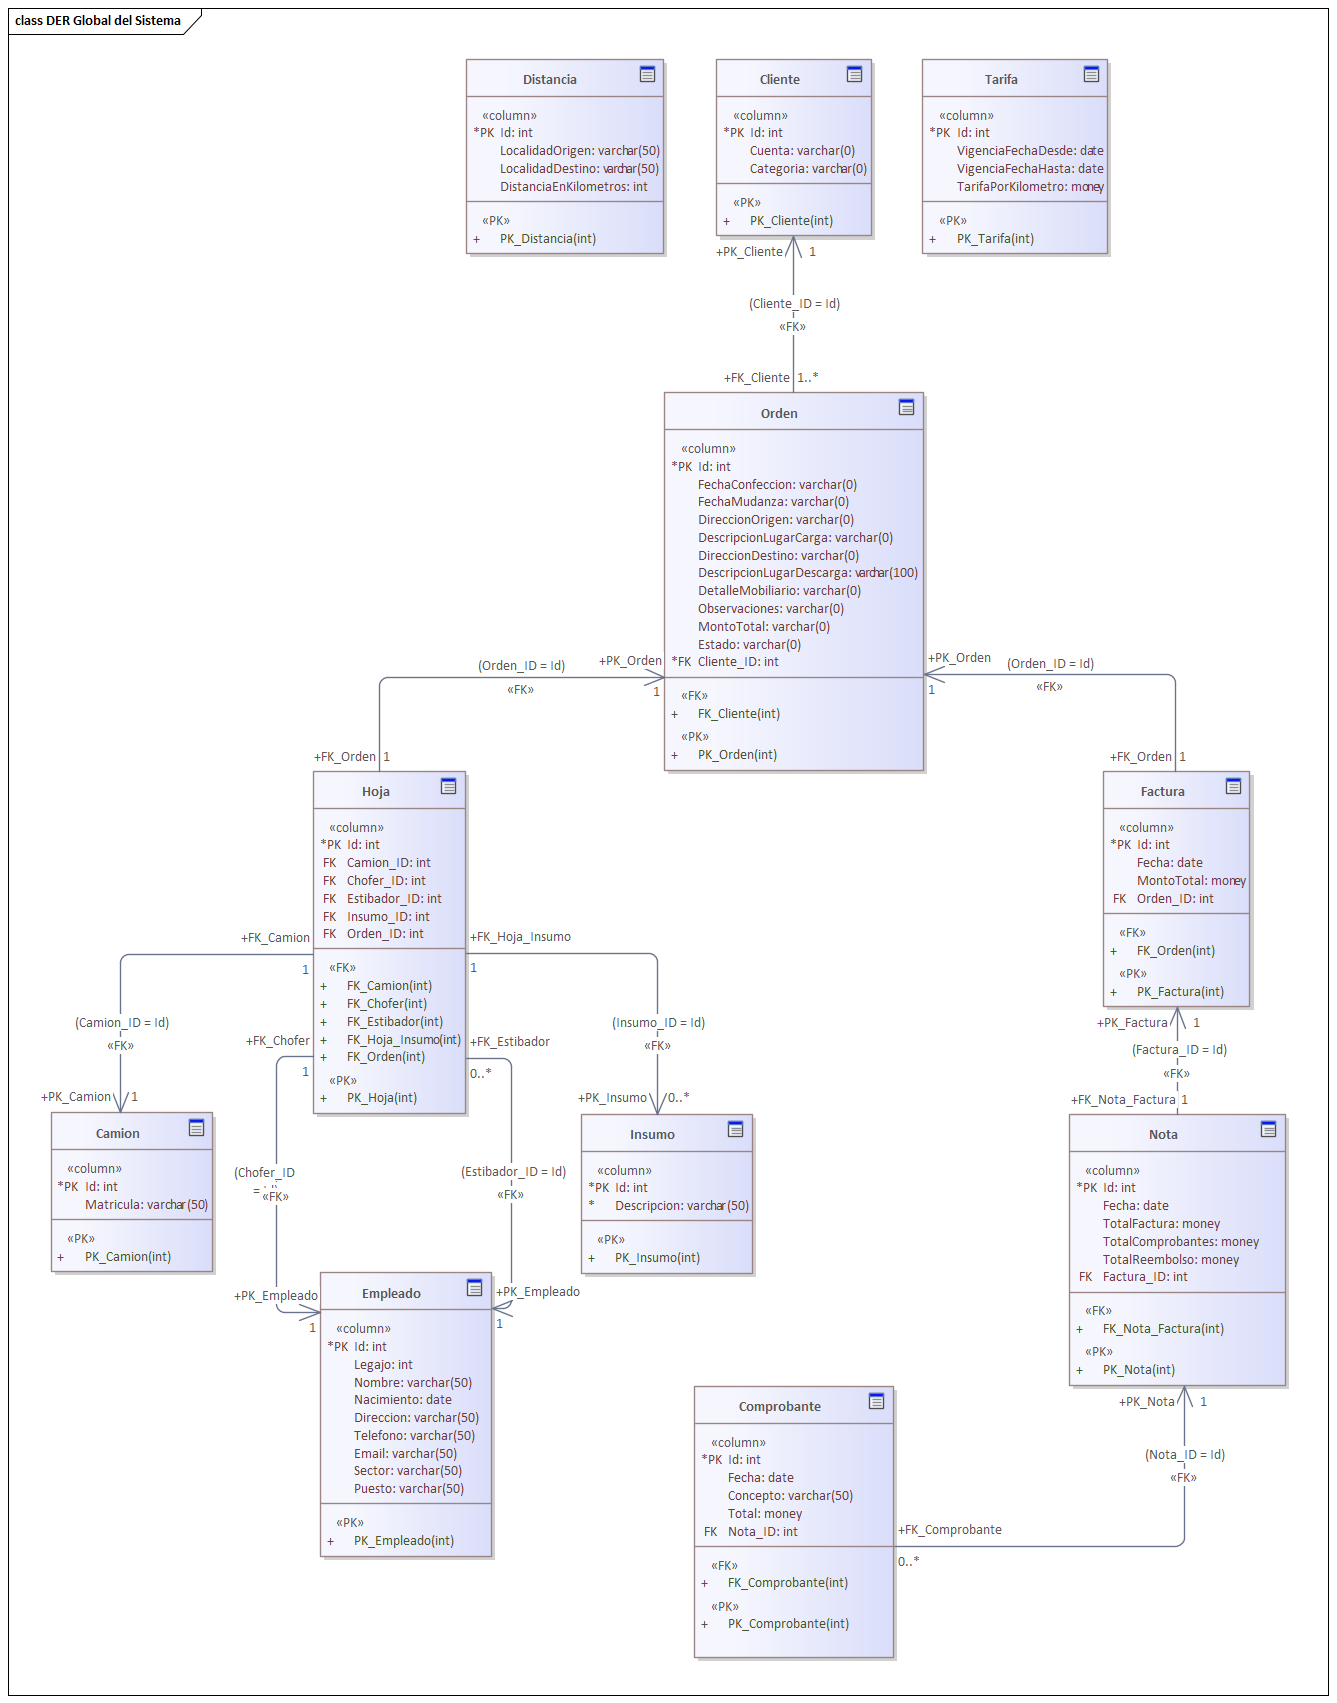 class DER Global del Sistema
Distancia
«column»
*PK Id: int
LocalidadOrigen: varchar(50)
LocalidadDestino: varchar(50)
DistanciaEnKilometros: int
«PK»
+ PK_Distancia(int)
Cliente
«column»
*PK Id: int
Cuenta: varchar(0)
Categoria: varchar(0)
«PK»
+ PK_Cliente(int)
Tarifa
«column»
*PK Id: int
VigenciaFechaDesde: date
VigenciaFechaHasta: date
TarifaPorKilometro: money
«PK»
+ PK_Tarifa(int)
+PK_Cliente 1
(Cliente_ID = Id)
«FK»
+FK_Cliente 1..*
Orden
«column»
*PK Id: int
FechaConfeccion: varchar(0)
FechaMudanza: varchar(0)
DireccionOrigen: varchar(0)
DescripcionLugarCarga: varchar(0)
DireccionDestino: varchar(0)
DescripcionLugarDescarga: varchar(100)
DetalleMobiliario: varchar(0)
Observaciones: varchar(0)
MontoTotal: varchar(0)
Estado: varchar(0)
*FK Cliente_ID: int
«FK»
+ FK_Cliente(int)
«PK»
+ PK_Orden(int)
+PK_Orden
(Orden_ID = Id)
«FK»
1
+FK_Orden 1
+PK_Orden
(Orden_ID = Id)
«FK»
1
+FK_Orden 1
Hoja
«column»
*PK Id: int
FK Camion_ID: int
FK Chofer_ID: int
FK Estibador_ID: int
FK Insumo_ID: int
FK Orden_ID: int
«FK»
+ FK_Camion(int)
+ FK_Chofer(int)
+ FK_Estibador(int)
+ FK_Hoja_Insumo(int)
+ FK_Orden(int)
«PK»
+ PK_Hoja(int)
Factura
«column»
*PK Id: int
Fecha: date
MontoTotal: money
FK Orden_ID: int
«FK»
+ FK_Orden(int)
«PK»
+ PK_Factura(int)
+FK_Camion
1
(Camion_ID = Id)
«FK»
+PK_Camion 1
+FK_Hoja_Insumo
1
(Insumo_ID = Id)
«FK»
+PK_Insumo 0..*
+FK_Chofer
1
(Chofer_ID
«FK»
+PK_Empleado
1
+FK_Estibador
0..*
(Estibador_ID = Id)
«FK»
+PK_Empleado
1
+PK_Factura 1
(Factura_ID = Id)
«FK»
+FK_Nota_Factura 1
Camion
«column»
*PK Id: int
Matricula: varchar(50)
«PK»
+ PK_Camion(int)
Insumo
«column»
*PK Id: int
* Descripcion: varchar(50)
«PK»
+ PK_Insumo(int)
Nota
«column»
*PK Id: int
Fecha: date
TotalFactura: money
TotalComprobantes: money
TotalReembolso: money
FK Factura_ID: int
«FK»
+ FK_Nota_Factura(int)
«PK»
+ PK_Nota(int)
Empleado
«column»
*PK Id: int
Legajo: int
Nombre: varchar(50)
Nacimiento: date
Direccion: varchar(50)
Telefono: varchar(50)
Email: varchar(50)
Sector: varchar(50)
Puesto: varchar(50)
«PK»
+ PK_Empleado(int)
Comprobante
«column»
*PK Id: int
Fecha: date
Concepto: varchar(50)
Total: money
FK Nota_ID: int
«FK»
+ FK_Comprobante(int)
«PK»
+ PK_Comprobante(int)
+PK_Nota 1
(Nota_ID = Id)
«FK»
+FK_Comprobante
0..*